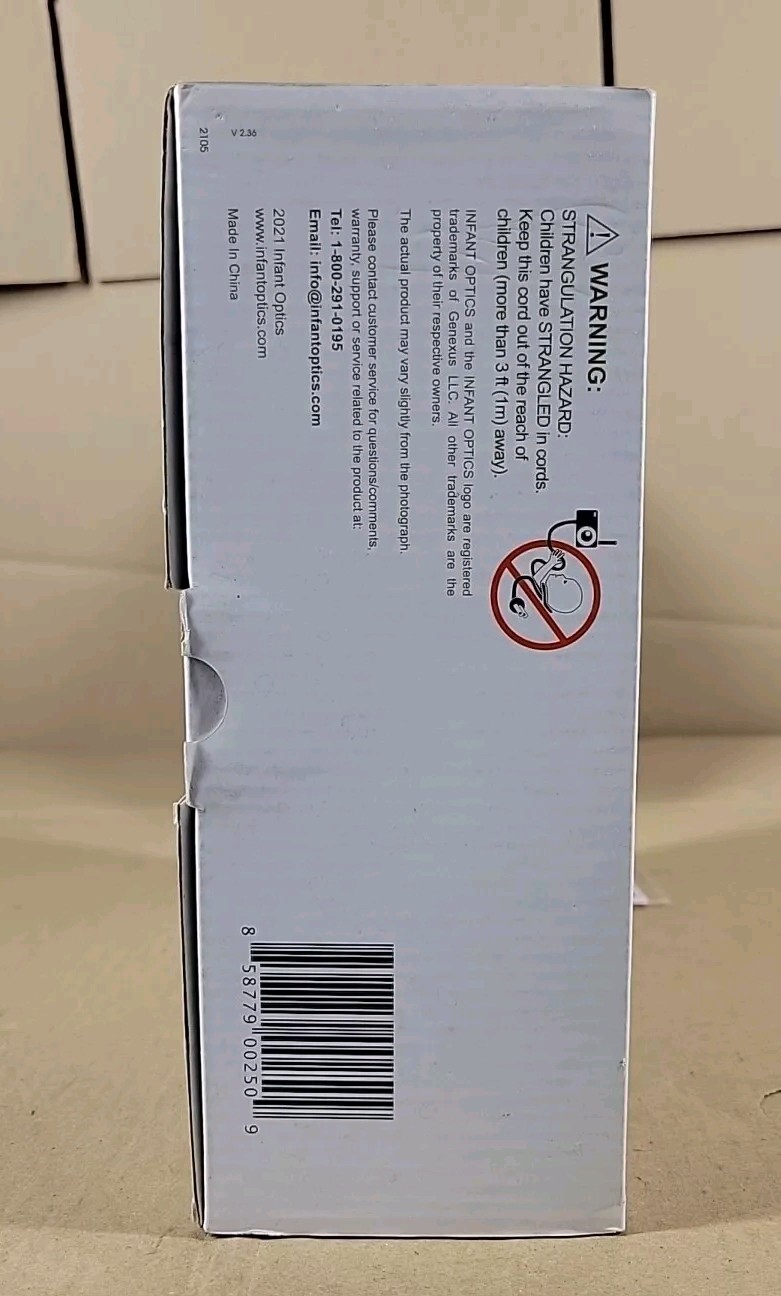 WARNING:
STRANGULATION HAZARD:
Children have STRANGLED in cords.
Keep this cord out of the reach of
children (more than 3 ft (1m) away).
INFANT OPTICS and the INFANT OPTICS logo are registered
trademarks of Genexus LLC. All other trademarks are the
property of their respective owners.
The actual product may vary slightly from the photograph.
Please contact customer service for questions/comments,
warranty, support or service related to the product at:
Tel: 1-800-291-0195
Email: info@infantoptics.com
2021 Infant Optics
www.infantoptics.com
Made In China
V 2.36
2105
8 58779 00250 9